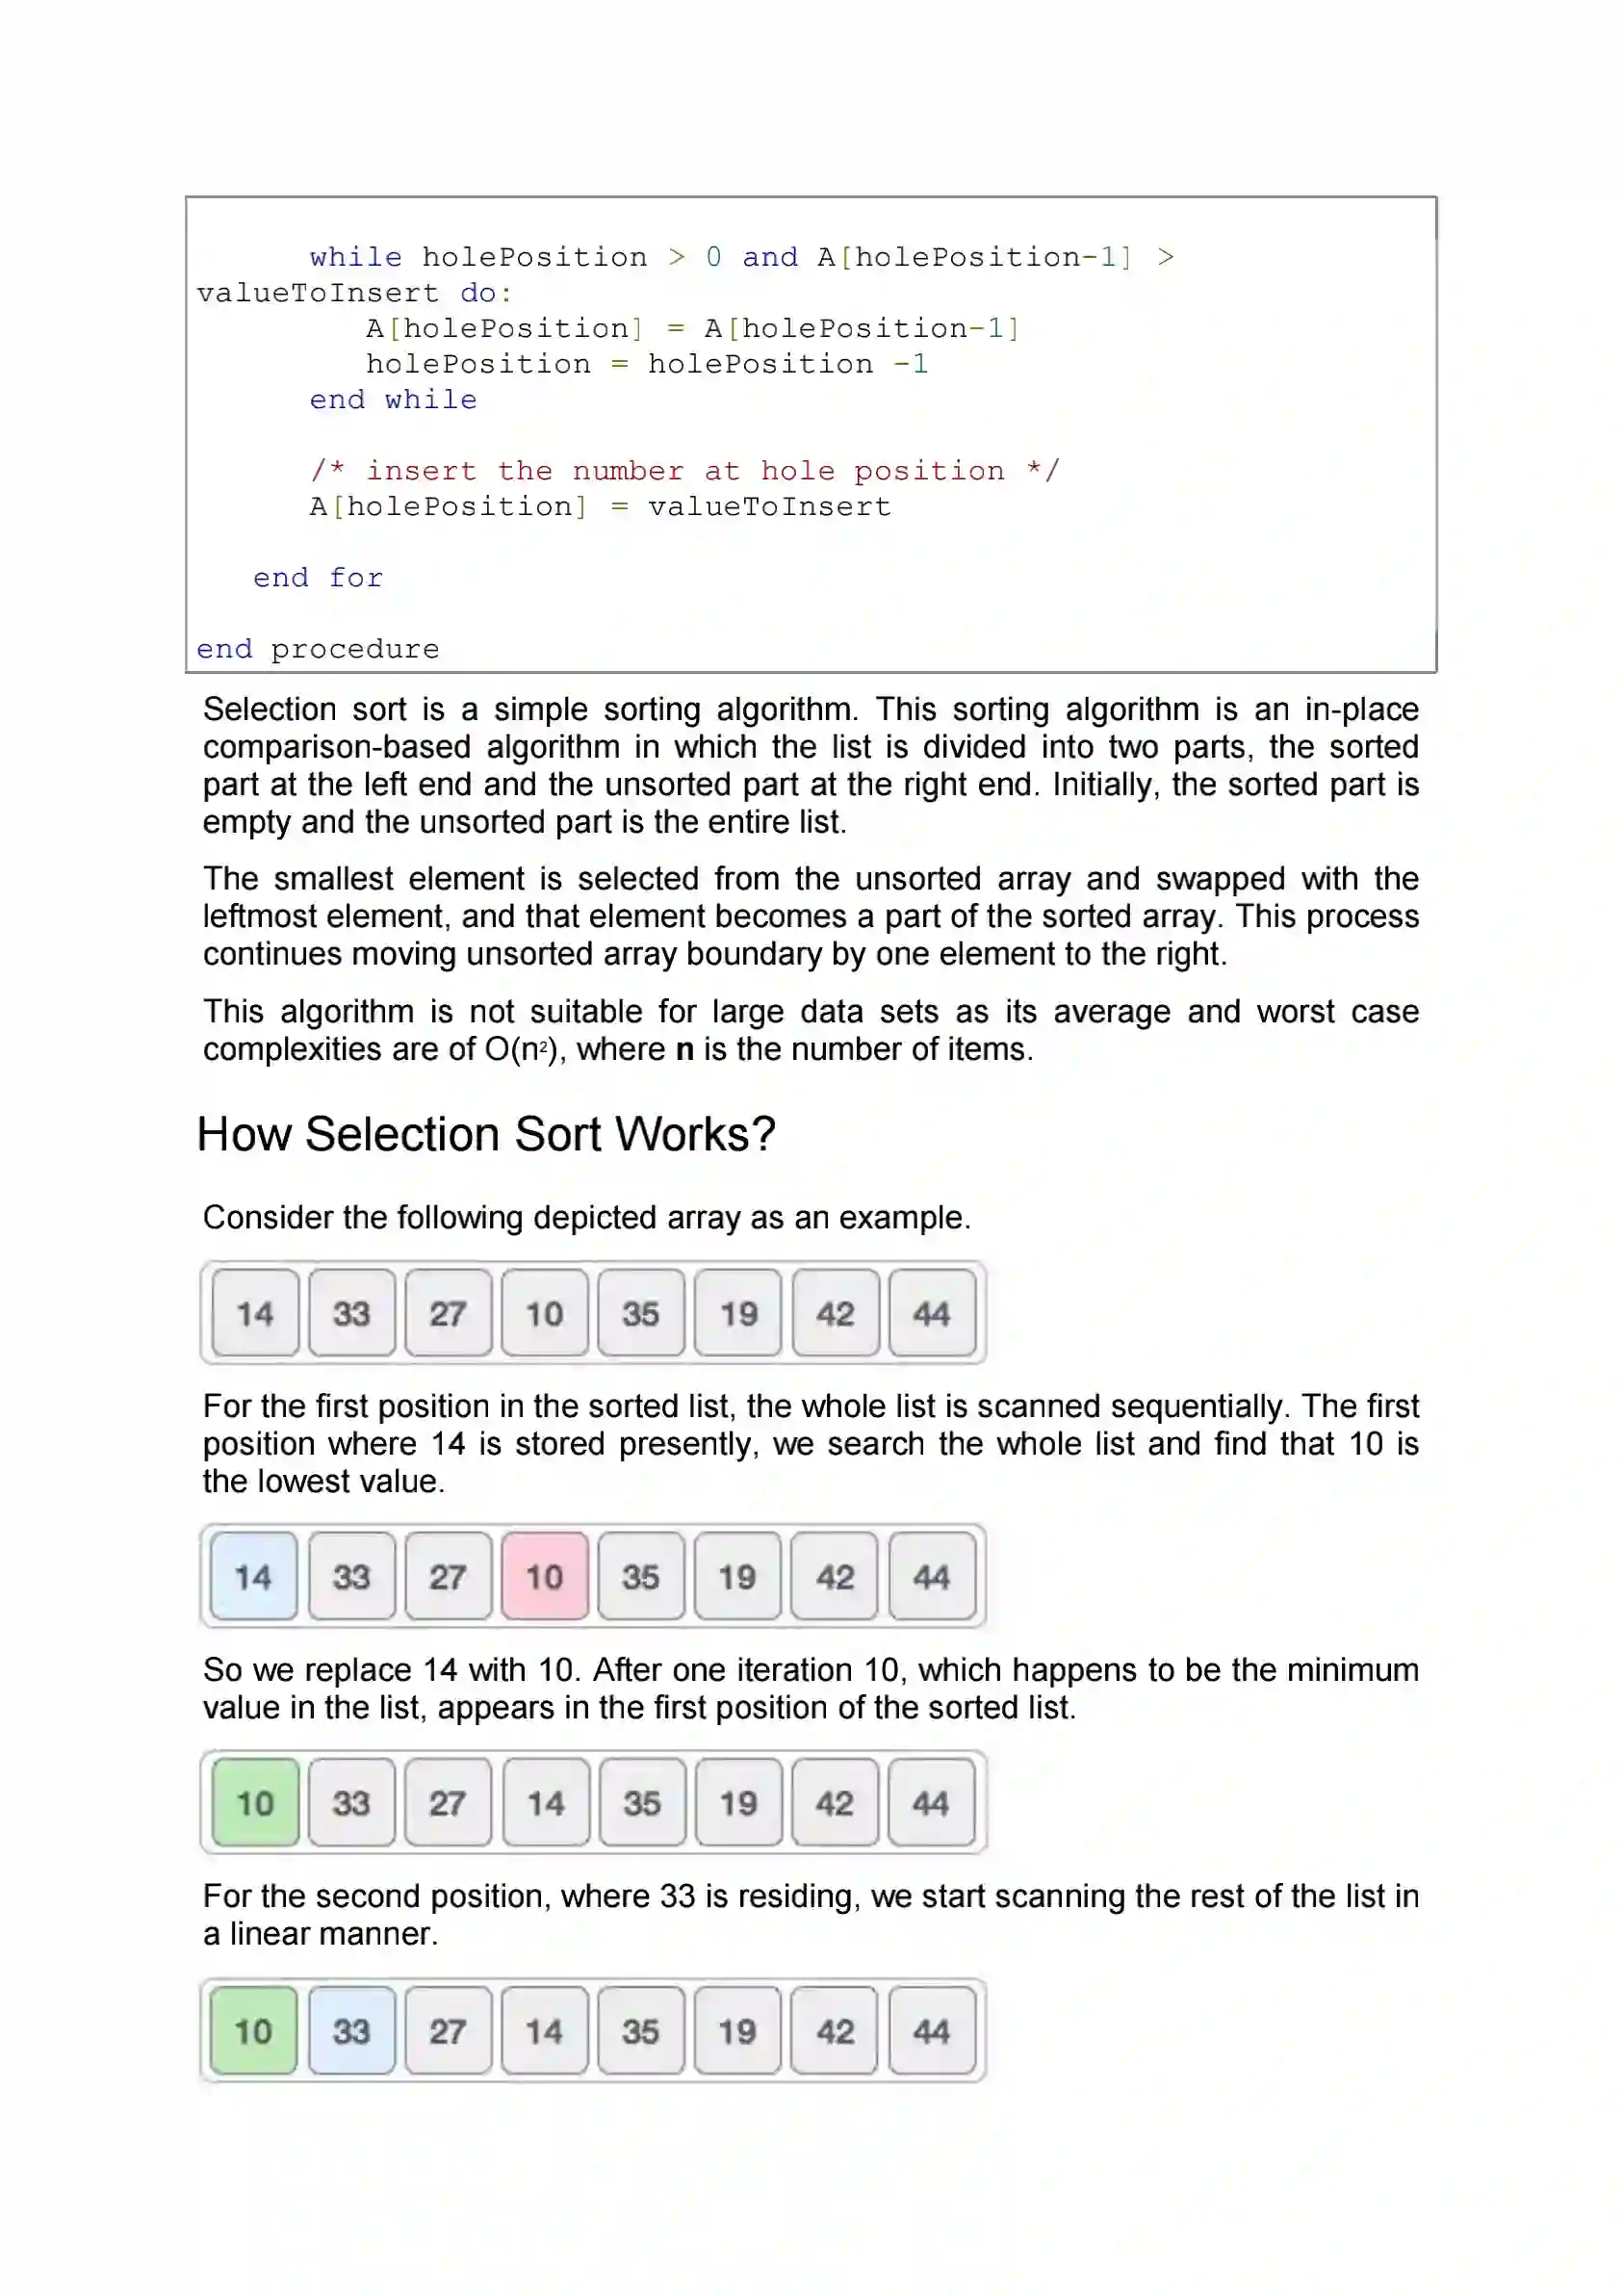 while holePosition > 0 and A[holePosition-1] >
valueToInsert do:
A[holePosition] = A[holePosition-1]
holePosition = holePosition -1
end while
/* insert the number at hole position */
A[holePosition] = valueToInsert
end for
end procedure
Selection sort is a simple sorting algorithm. This sorting algorithm is an in-place
comparison-based algorithm in which the list is divided into two parts, the sorted
part at the left end and the unsorted part at the right end. Initially, the sorted part is
empty and the unsorted part is the entire list.
The smallest element is selected from the unsorted array and swapped with the
leftmost element, and that element becomes a part of the sorted array. This process
continues moving unsorted array boundary by one element to the right.
This algorithm is not suitable for large data sets as its average and worst case
complexities are of O(n²), where n is the number of items.
How Selection Sort Works?
Consider the following depicted array as an example.
14 33 27 10 35 19 42 44
For the first position in the sorted list, the whole list is scanned sequentially. The first
position where 14 is stored presently, we search the whole list and find that 10 is
the lowest value.
14 33 27 10 35 19 42 44
So we replace 14 with 10. After one iteration 10, which happens to be the minimum
value in the list, appears in the first position of the sorted list.
10 33 27 14 35 19 42 44
For the second position, where 33 is residing, we start scanning the rest of the list in
a linear manner.
10 33 27 14 35 19 42 44